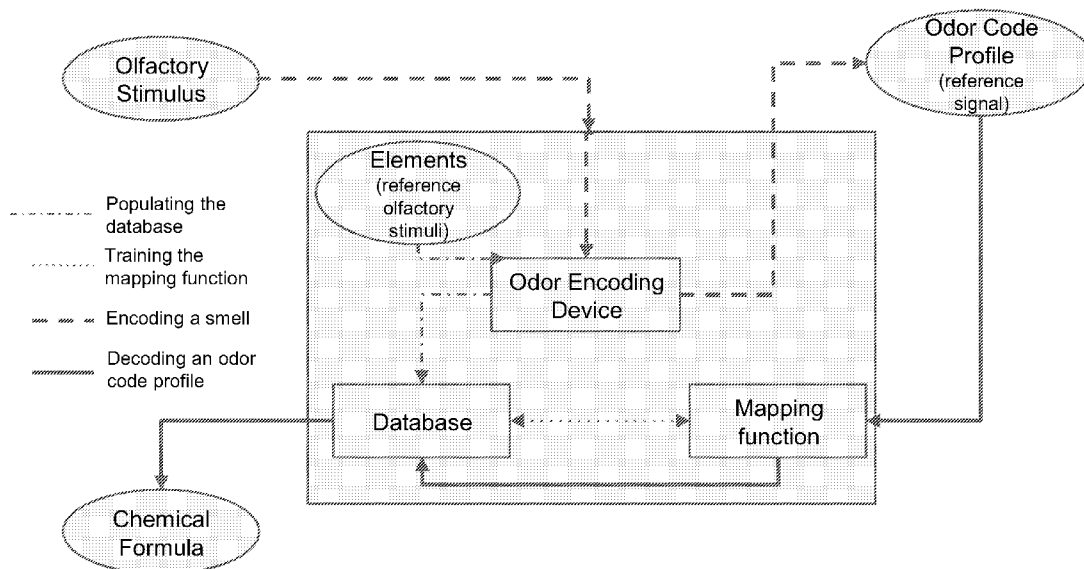 Olfactory
Stimulus
Odor Code
Profile
(reference
signal)
Elements
(reference
olfactory
stimuli)
Populating the
database
Training the
mapping function
Encoding a smell
Decoding an odor
code profile
Odor Encoding
Device
Database
Mapping
function
Chemical
Formula